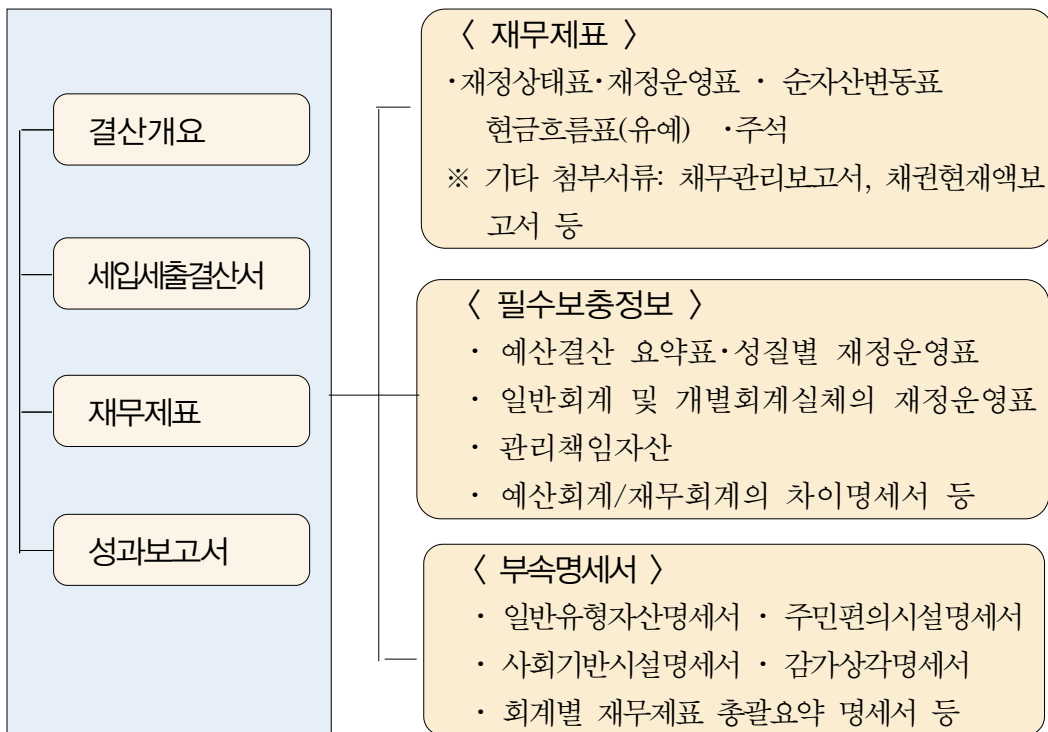 결산개요
세입세출결산서
재무제표
성과보고서
〈 재무제표 〉
·재정상태표·재정운영표 · 순자산변동표
현금흐름표(유예) ·주석
※ 기타 첨부서류: 채무관리보고서, 채권현재액보
고서 등
〈 필수보충정보 〉
· 예산결산 요약표·성질별 재정운영표
· 일반회계 및 개별회계실체의 재정운영표
· 관리책임자산
· 예산회계/재무회계의 차이명세서 등
〈 부속명세서 〉
· 일반유형자산명세서 · 주민편의시설명세서
· 사회기반시설명세서 · 감가상각명세서
· 회계별 재무제표 총괄요약 명세서 등